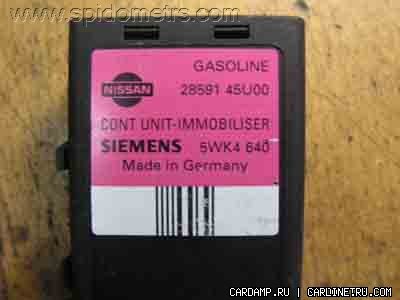 www.spidometrs.com
GASOLINE
NISSAN
28591 45U00
CONT UNIT-IMMOBILISER
SIEMENS 5WK4 640
Made in Germany
CARDAMP.RU | CARLDNETRU.COM